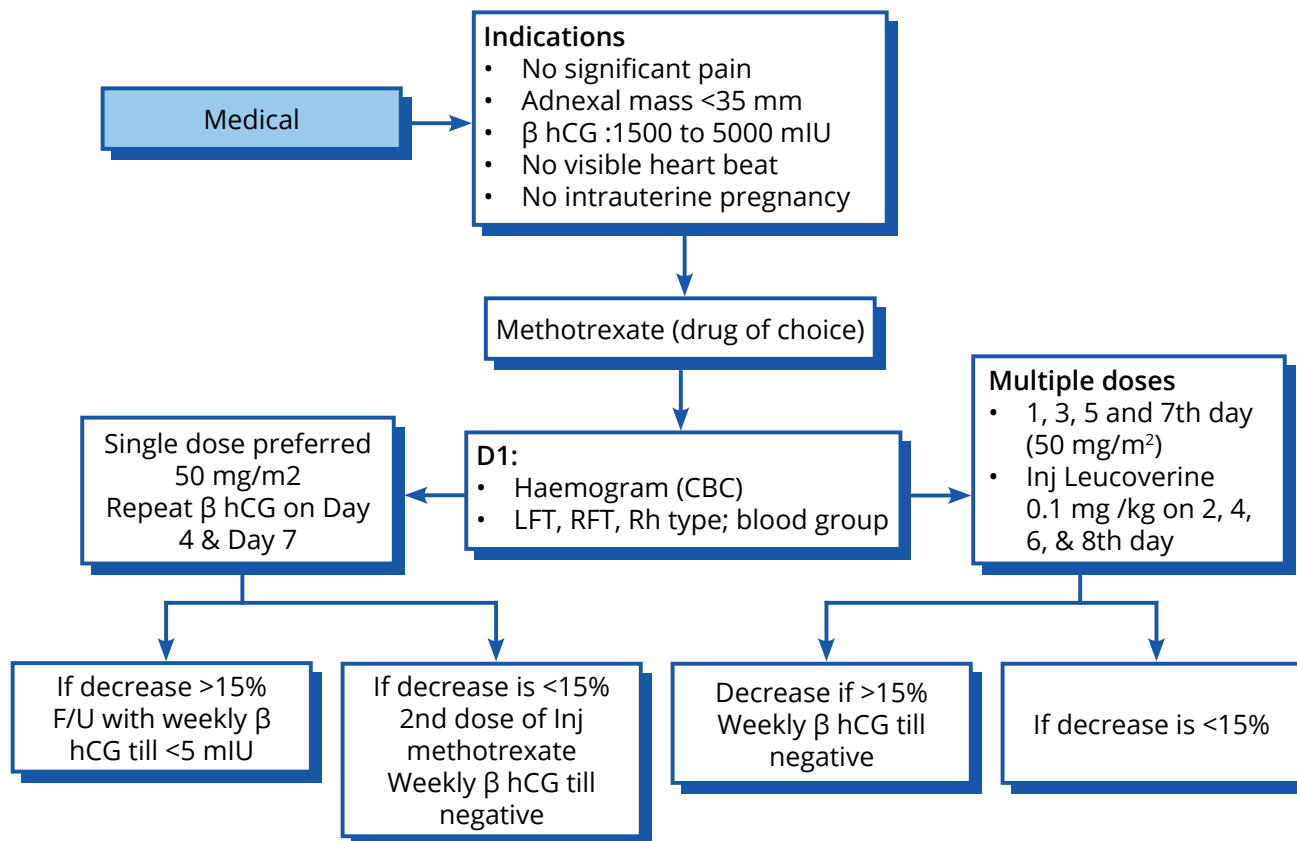 Medical
Indications
• No significant pain
• Adnexal mass <35 mm
• β hCG :1500 to 5000 mIU
• No visible heart beat
• No intrauterine pregnancy
Methotrexate (drug of choice)
Single dose preferred
50 mg/m2
Repeat β hCG on Day
4 & Day 7
D1:
• Haemogram (CBC)
• LFT, RFT, Rh type; blood group
Multiple doses
• 1, 3, 5 and 7th day
(50 mg/m²)
• Inj Leucoverine
0.1 mg /kg on 2, 4,
6, & 8th day
If decrease >15%
F/U with weekly β
hCG till <5 mIU
If decrease is <15%
2nd dose of Inj
methotrexate
Weekly β hCG till
negative
Decrease if >15%
Weekly β hCG till
negative
If decrease is <15%